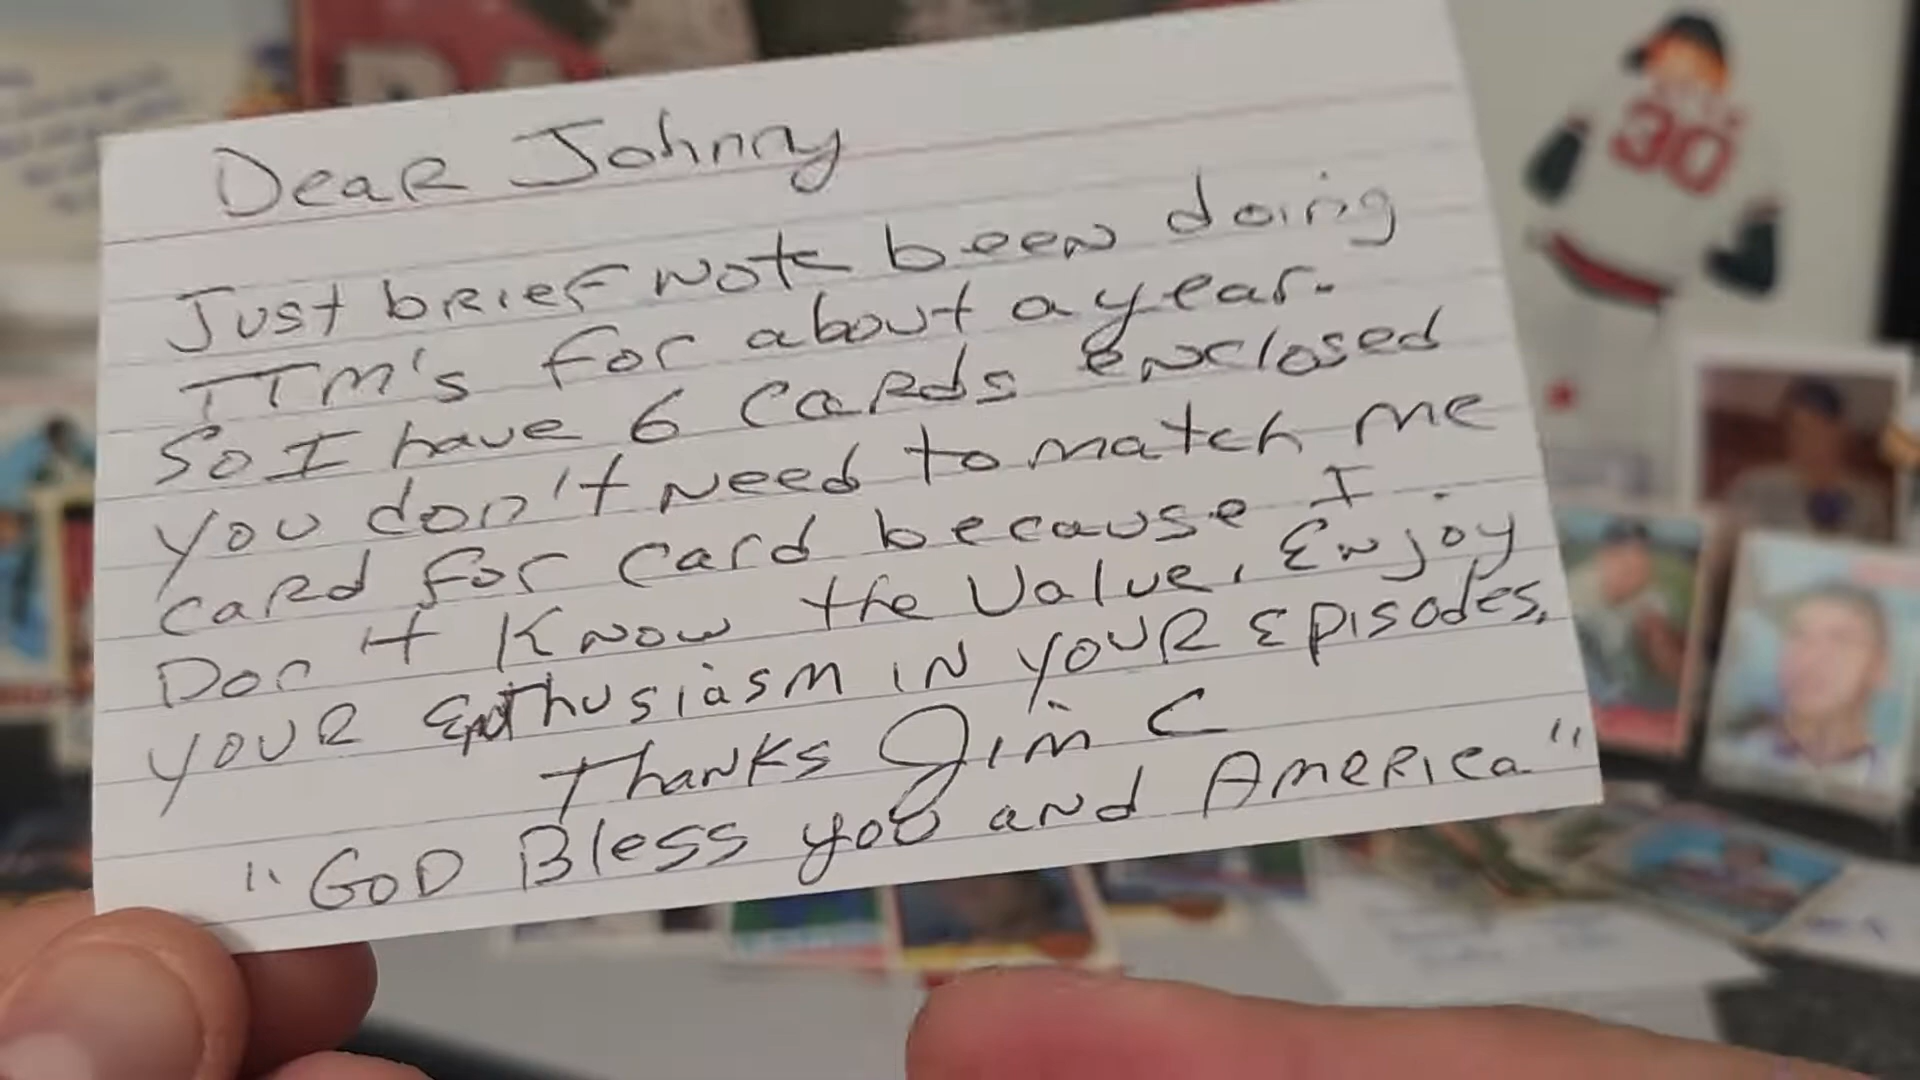 Dear Johnny
Just brief note been doing
TTM's for about a year.
So I have 6 cards enclosed
you don't need to match me
card for card because I
Don't Know the Value. Enjoy
your Enthusiasm in your Episodes.
Thanks Jim C
"GOD Bless you and America"
30